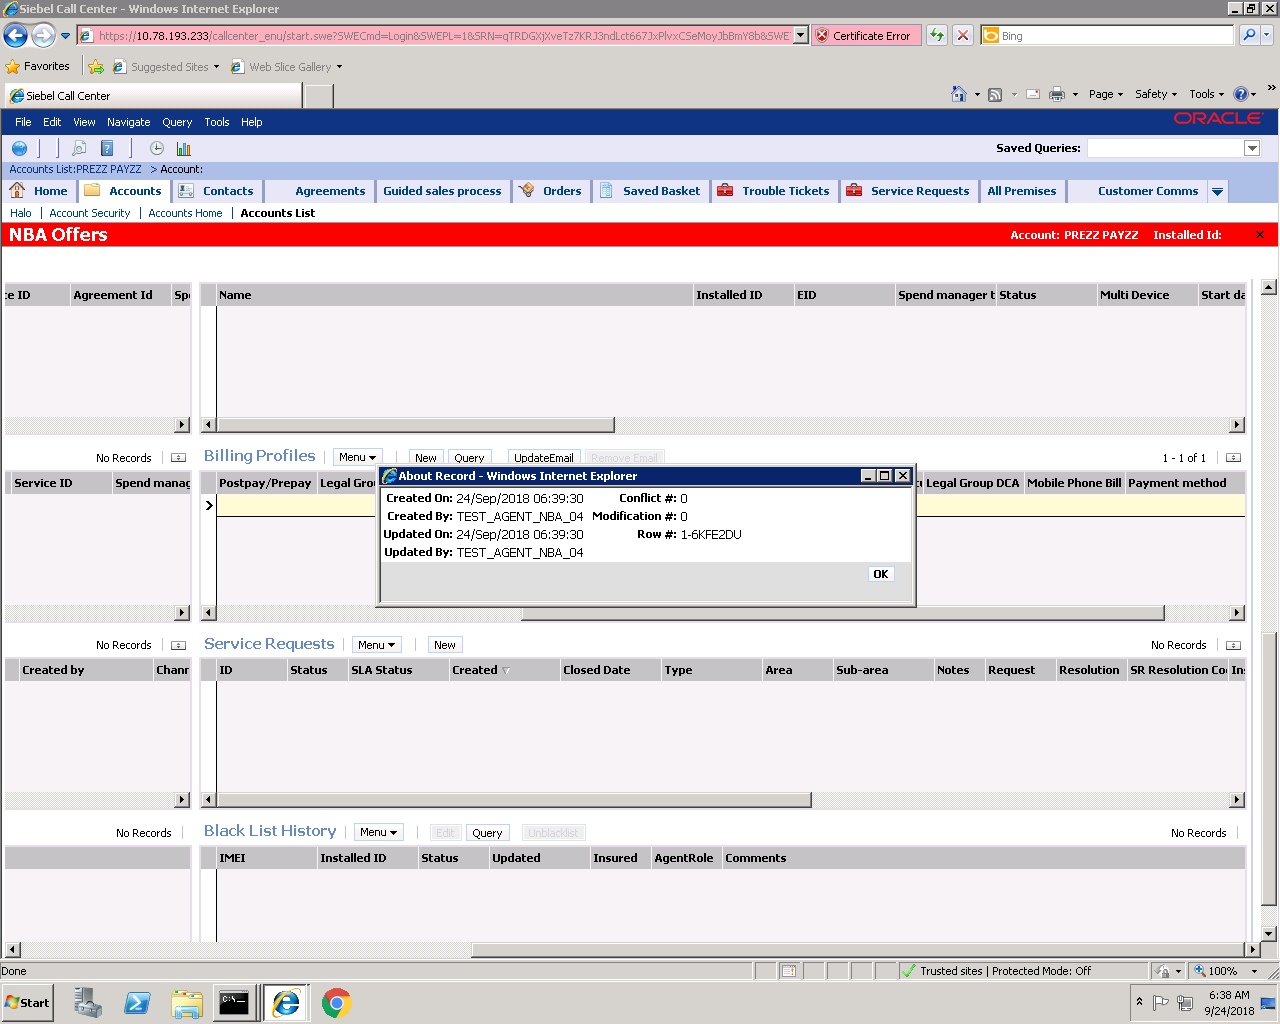 Siebel Call Center - Windows Internet Explorer
https://10.78.193.233/callcenter_enu/start.swe?SWECmd=Login&SWEPL=1&SRN=qTRDGXjXveTz7KRJ3ndLct667JxPlvxCSeMoyJbBmY8b&SWE
Certificate Error
Bing
Favorites
Suggested Sites
Web Slice Gallery
Siebel Call Center
Page
Safety
Tools
File Edit View Navigate Query Tools Help
ORACLE
Saved Queries:
Accounts List:PREZZ PAYZZ > Account:
Home
Accounts
Contacts
Agreements
Guided sales process
Orders
Saved Basket
Trouble Tickets
Service Requests
All Premises
Customer Comms
Halo | Account Security | Accounts Home | Accounts List
NBA Offers
Account: PREZZ PAYZZ Installed Id:
:e ID Agreement Id Sp
Name Installed ID EID Spend manager t Status Multi Device Start da
No Records
Billing Profiles Menu New Query UpdateEmail Remove Email 1 - 1 of 1
Service ID Spend manag
Postpay/Prepay Legal Grou Legal Group DCA Mobile Phone Bill Payment method
About Record - Windows Internet Explorer
Created On: 24/Sep/2018 06:39:30 Conflict #: 0
Created By: TEST_AGENT_NBA_04 Modification #: 0
Updated On: 24/Sep/2018 06:39:30 Row #: 1-6KFE2DU
Updated By: TEST_AGENT_NBA_04
OK
No Records
Service Requests Menu New No Records
Created by Chann
ID Status SLA Status Created Closed Date Type Area Sub-area Notes Request Resolution SR Resolution Co Ins
No Records
Black List History Menu Edit Query Unblacklist No Records
IMEI Installed ID Status Updated Insured AgentRole Comments
Done
Trusted sites | Protected Mode: Off
100%
Start
C:\
6:38 AM
9/24/2018